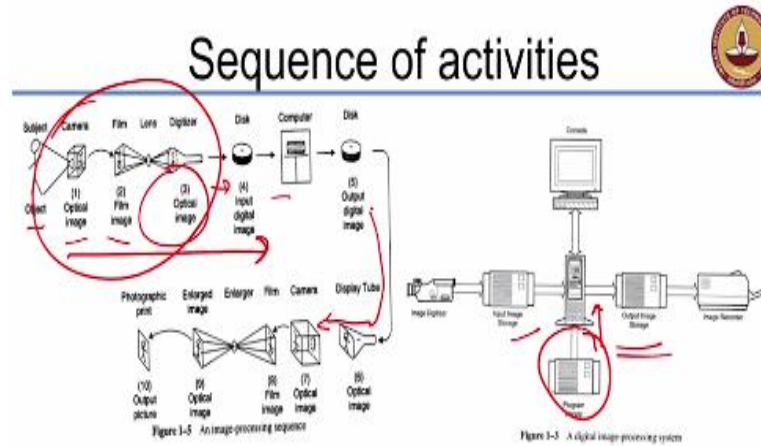 Sequence of activities
Subject Camera Film Lens Digitizer Disk Computer Disk
Object
(1) Optical image
(2) Film image
(3) Optical image
(4) Input digital image
(5) Output digital image
Photographic print
Enlarged image
Enlarger Film Camera Display Tube
(10) Output picture
(9) Optical image
(8) Film image
(7) Optical image
(6) Optical image
Figure 1–5 An image-processing sequence
Console
Image Digitizer
Input Image Storage
Output Image Storage
Image Recorder
Program
Figure 1–3 A digital image-processing system